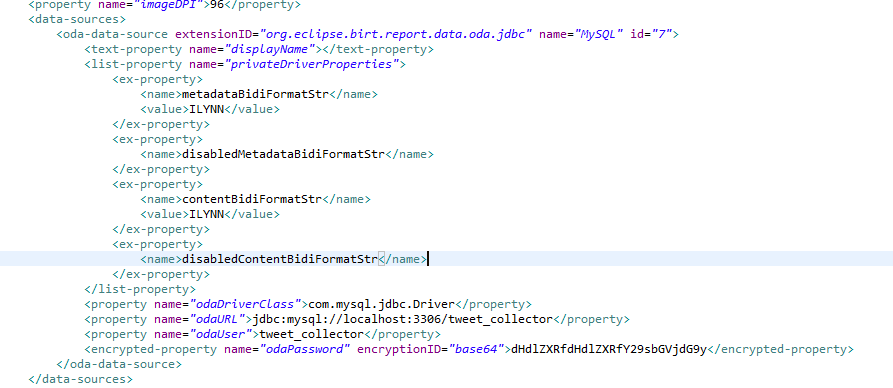 <property name="imageDPI">96</property>
<data-sources>
<oda-data-source extensionID="org.eclipse.birt.report.data.oda.jdbc" name="MySQL" id="7">
<text-property name="displayName"></text-property>
<list-property name="privateDriverProperties">
<ex-property>
<name>metadataBidiFormatStr</name>
<value>ILYNN</value>
</ex-property>
<ex-property>
<name>disabledMetadataBidiFormatStr</name>
</ex-property>
<ex-property>
<name>contentBidiFormatStr</name>
<value>ILYNN</value>
</ex-property>
<ex-property>
<name>disabledContentBidiFormatStr</name>
</ex-property>
</list-property>
<property name="odaDriverClass">com.mysql.jdbc.Driver</property>
<property name="odaURL">jdbc:mysql://localhost:3306/tweet_collector</property>
<property name="odaUser">tweet_collector</property>
<encrypted-property name="odaPassword" encryptionID="base64">dHdlZXRfdHdlZXRfY29sbGVjdG9y</encrypted-property>
</oda-data-source>
</data-sources>